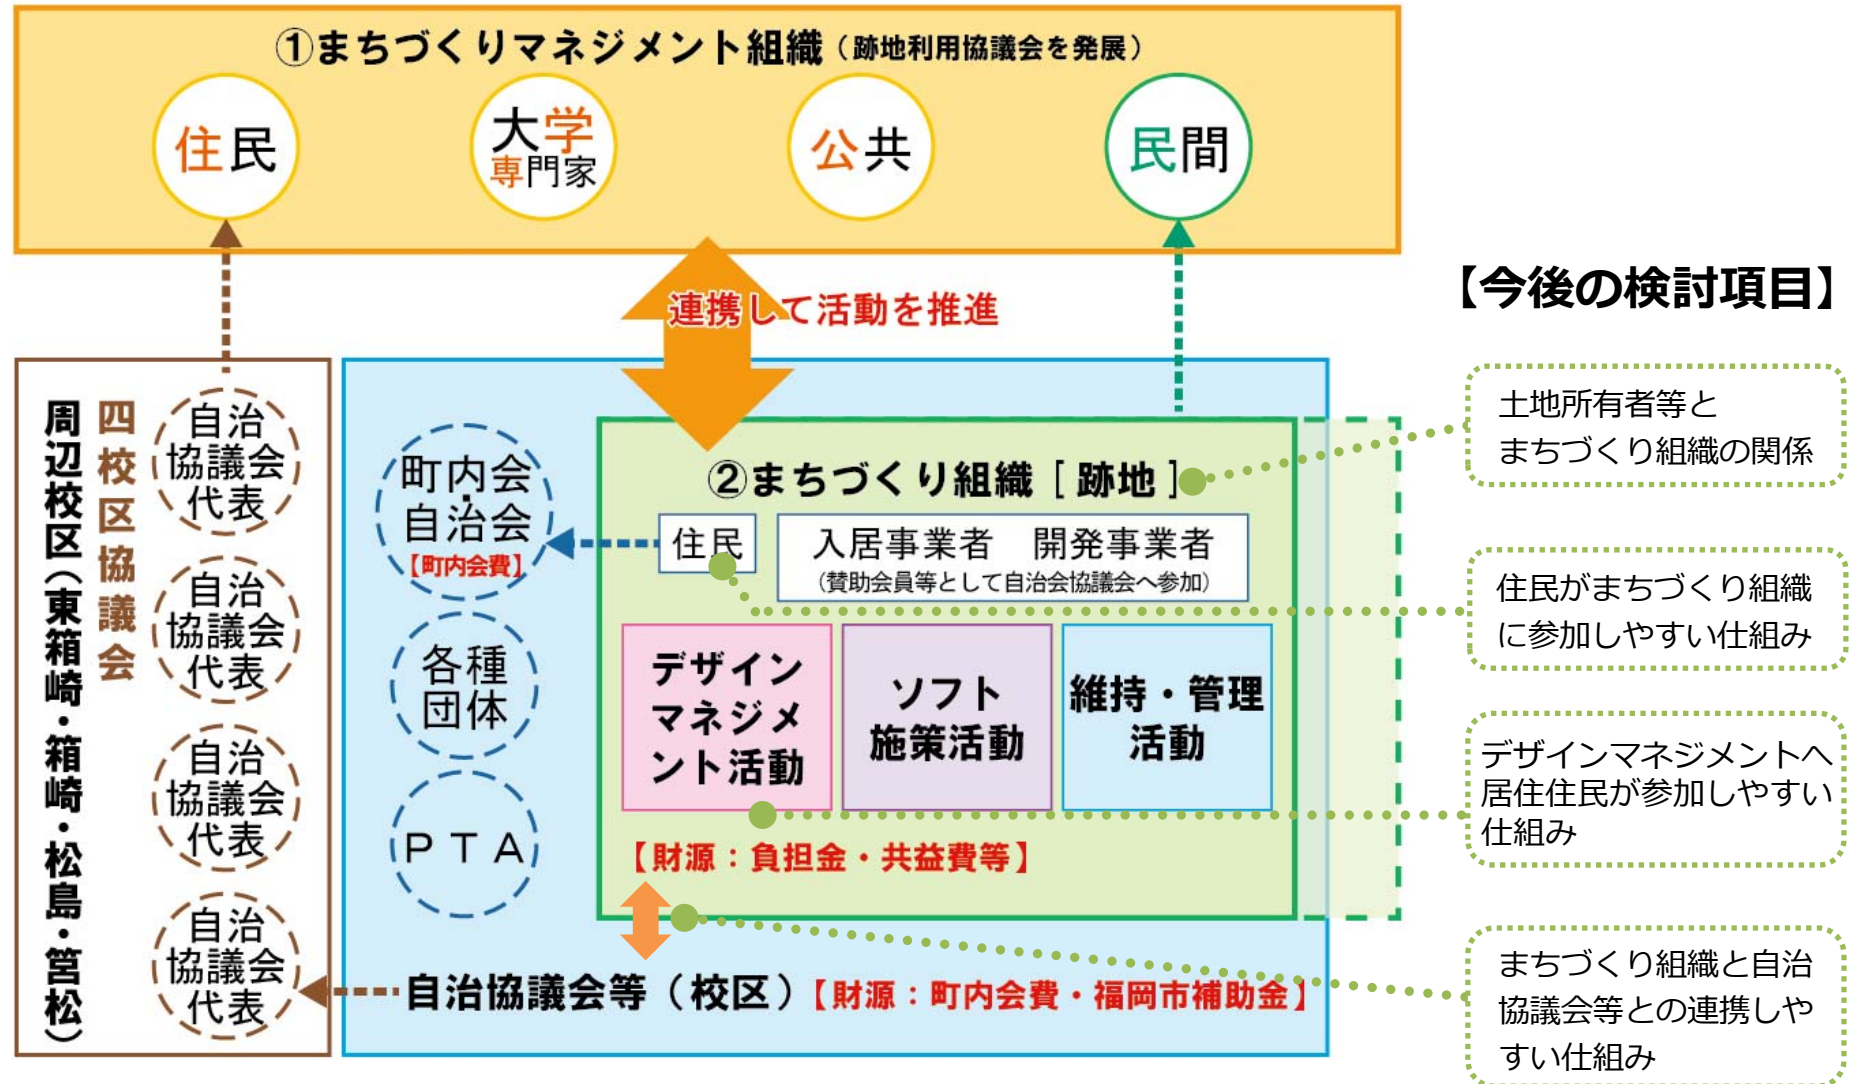 ①まちづくりマネジメント組織（跡地利用協議会を発展）
住民
大学
専門家
公共
民間
連携して活動を推進
【今後の検討項目】
周辺校区（東箱崎・箱崎・松島・筥松）
四校区協議会
自治
協議会
代表
自治
協議会
代表
自治
協議会
代表
自治
協議会
代表
町内会・
自治会
【町内会費】
各種
団体
ＰＴＡ
②まちづくり組織［跡地］
住民
入居事業者　開発事業者
（賛助会員等として自治会協議会へ参加）
デザイン
マネジメ
ント活動
ソフト
施策活動
維持・管理
活動
【財源：負担金・共益費等】
自治協議会等（校区）【財源：町内会費・福岡市補助金】
土地所有者等と
まちづくり組織の関係
住民がまちづくり組織
に参加しやすい仕組み
デザインマネジメントへ
居住住民が参加しやすい
仕組み
まちづくり組織と自治
協議会等との連携しや
すい仕組み